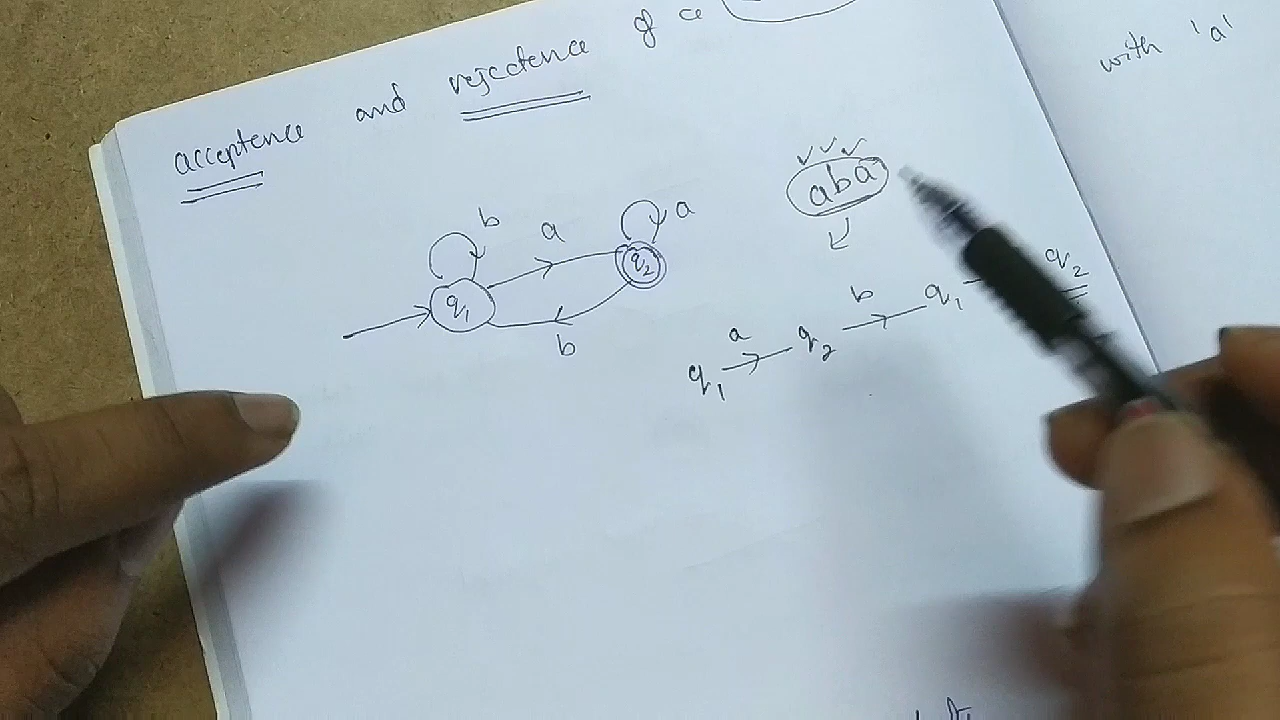 acceptence and rejectence of a
with 'a'
aba
b a a
q1 q2
b
q1 a q2 b q1 q2